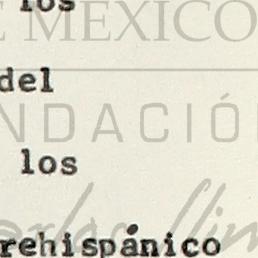 los
E MEXICO
del
NDACIÓ
los
rehispánico